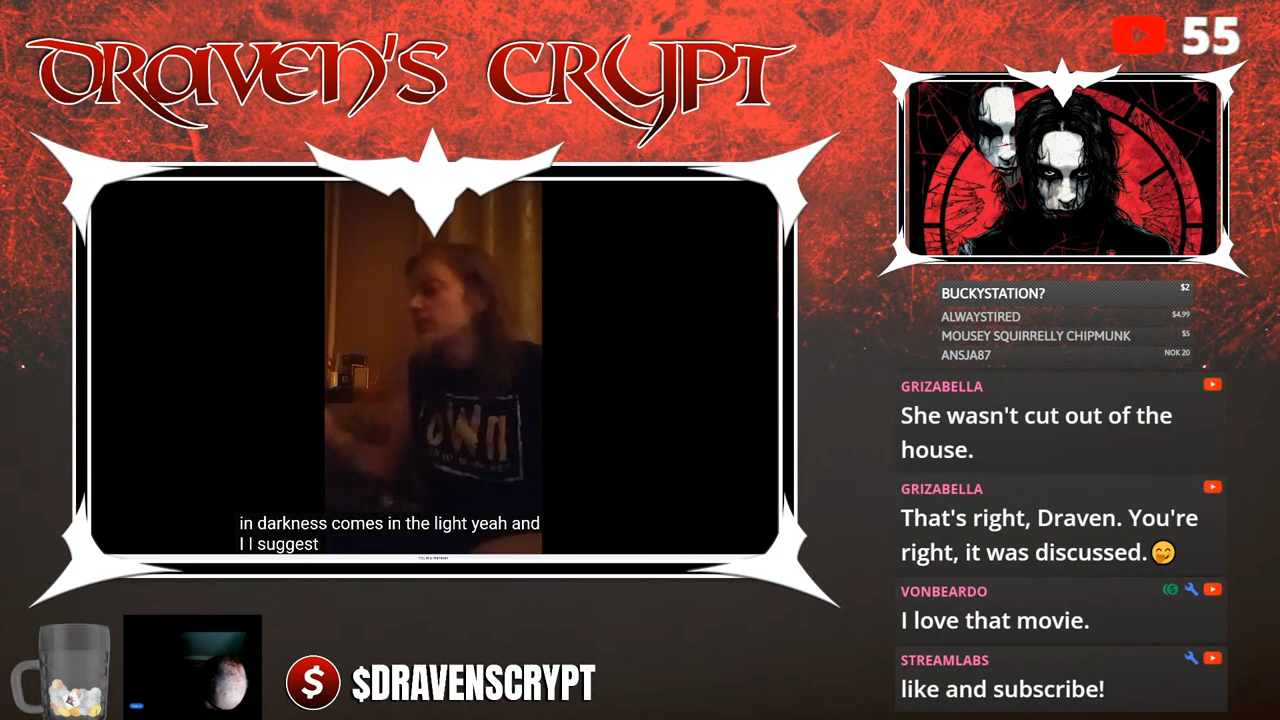 DRAVEN'S CRYPT
55
BUCKYSTATION? $2
ALWAYSTIRED $4.99
MOUSEY SQUIRRELLY CHIPMUNK $5
ANSJA87 NOK 20
GRIZABELLA
She wasn't cut out of the
house.
GRIZABELLA
That's right, Draven. You're
right, it was discussed.🤭
VONBEARDO
I love that movie.
STREAMLABS
like and subscribe!
in darkness comes in the light yeah and
I I suggest
$DRAVENSCRYPT